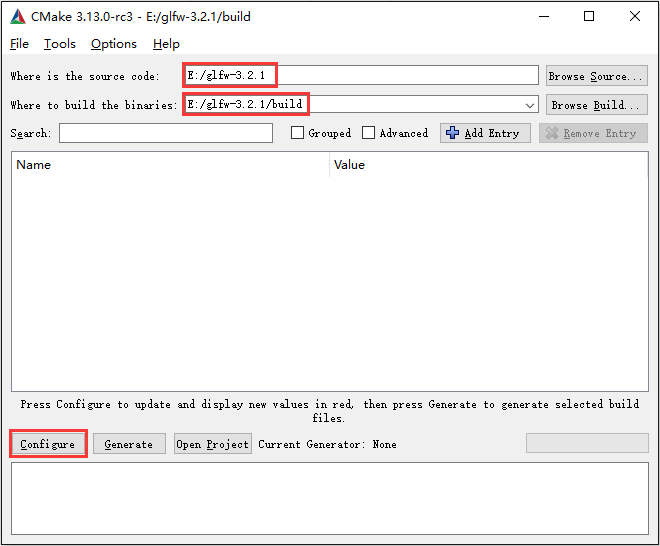 CMake 3.13.0-rc3 - E:/glfw-3.2.1/build
File Tools Options Help
Where is the source code: E:/glfw-3.2.1 Browse Source...
Where to build the binaries: E:/glfw-3.2.1/build Browse Build...
Search: Grouped Advanced Add Entry Remove Entry
Name Value
Press Configure to update and display new values in red, then press Generate to generate selected build
files.
Configure Generate Open Project Current Generator: None